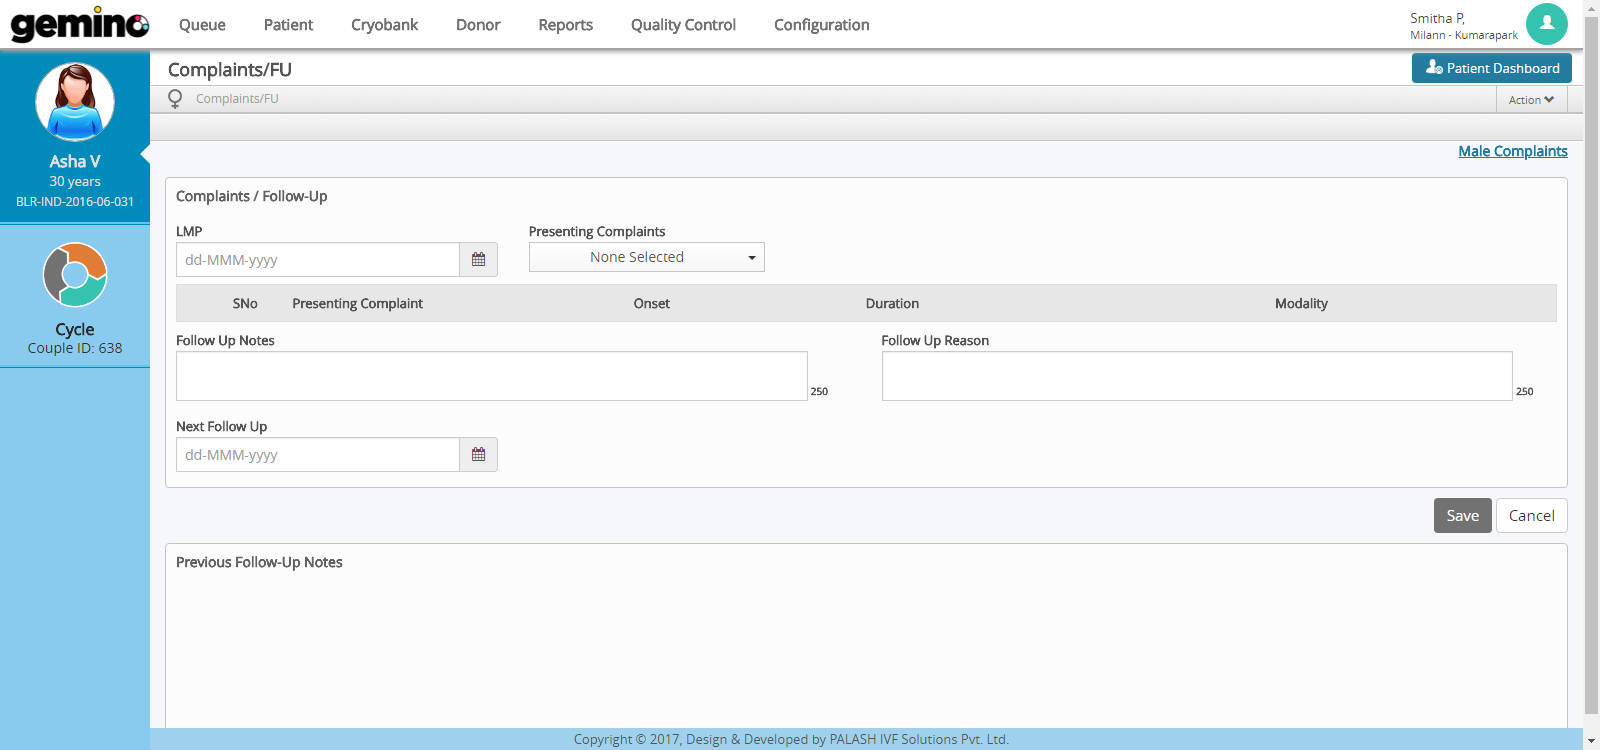 gemino
Queue Patient Cryobank Donor Reports Quality Control Configuration
Smitha P,
Milann - Kumarapark
Complaints/FU
Patient Dashboard
Complaints/FU
Action
Asha V
30 years
BLR-IND-2016-06-031
Cycle
Couple ID: 638
Male Complaints
Complaints / Follow-Up
LMP Presenting Complaints
dd-MMM-yyyy None Selected
SNo Presenting Complaint Onset Duration Modality
Follow Up Notes Follow Up Reason
250 250
Next Follow Up
dd-MMM-yyyy
Save Cancel
Previous Follow-Up Notes
Copyright © 2017, Design & Developed by PALASH IVF Solutions Pvt. Ltd.